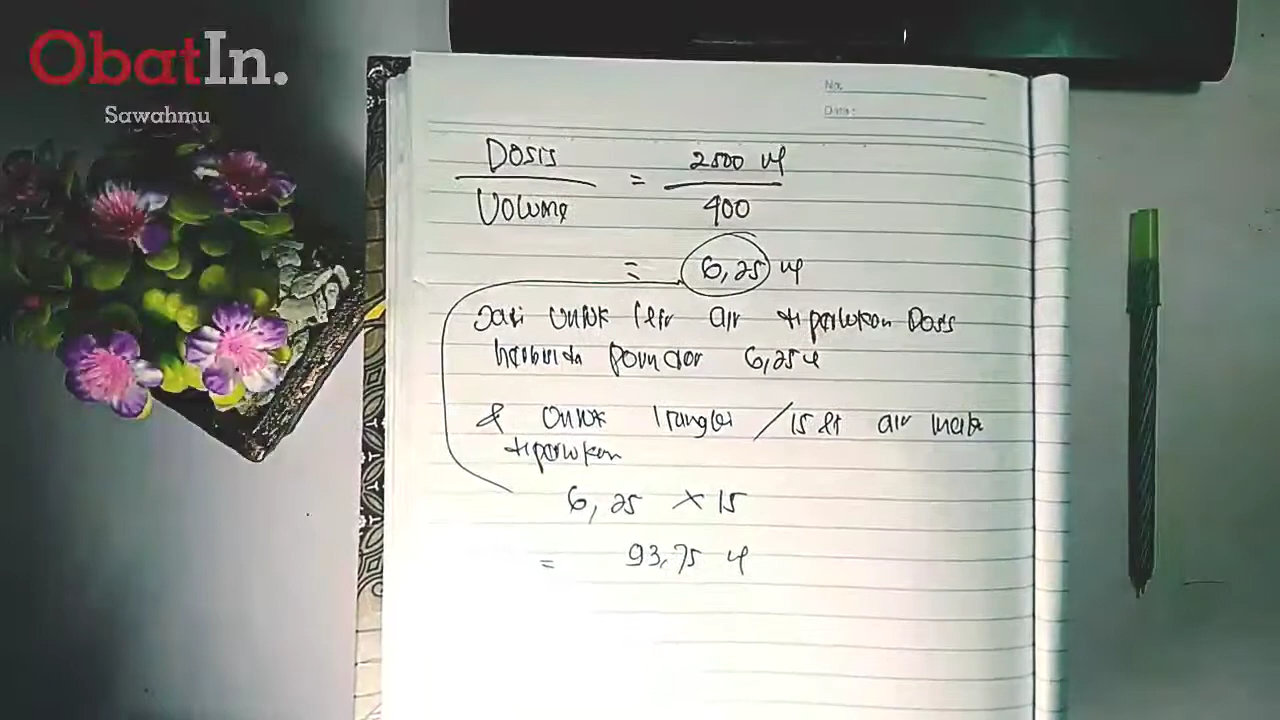 ObatIn.
Sawahmu
No.
Date:
Dosis / Volume = 2500 ml / 400
= 6,25 ml
Jadi untuk 1 ltr air diperlukan Dosis
herbisida 6,25 ml
& untuk 1 tangki / 15 lt air maka
diperlukan
6,25 × 15
= 93,75 ml